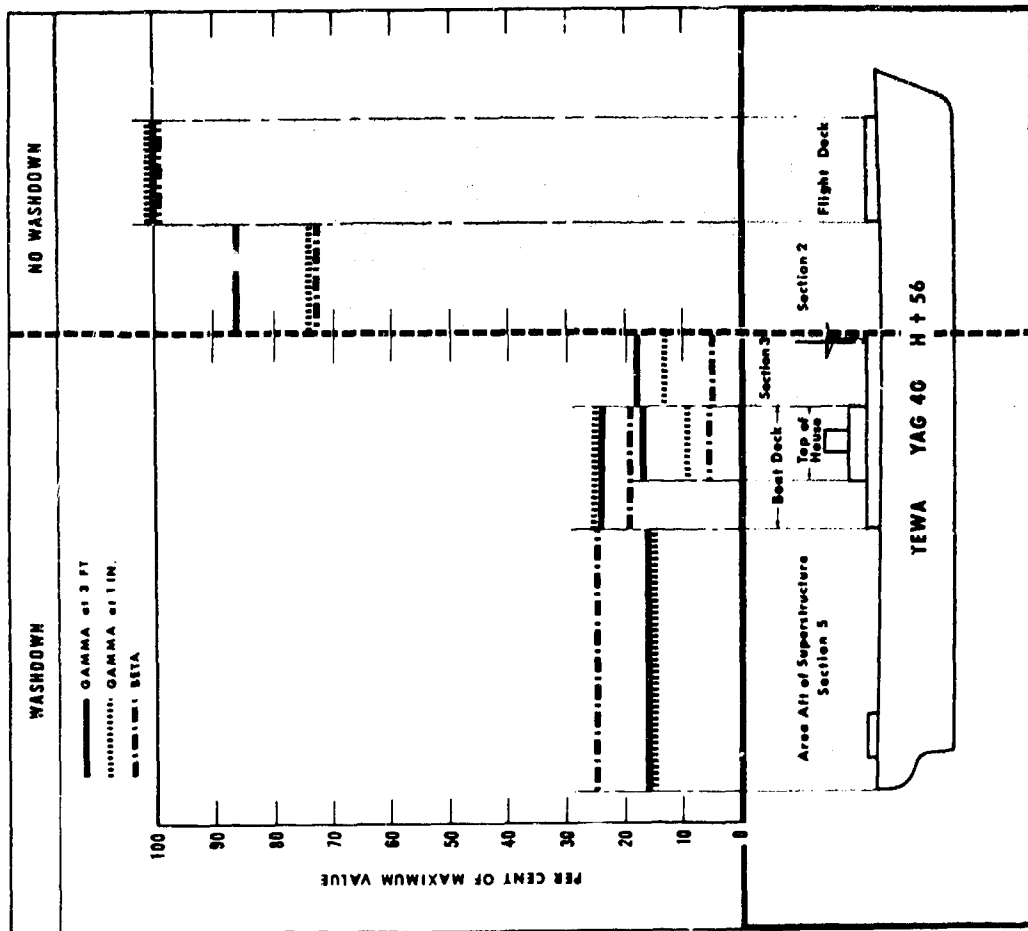 WASHDOWN
NO WASHDOWN
GAMMA at 3 FT
GAMMA at 1 IN.
BETA
PER CENT OF MAXIMUM VALUE
100
90
80
70
60
50
40
30
20
10
0
Area Aft of Superstructure
Section 5
Boat Deck
Top of
House
Section 3
Section 2
Flight Deck
TEWA YAG 40 H + 56